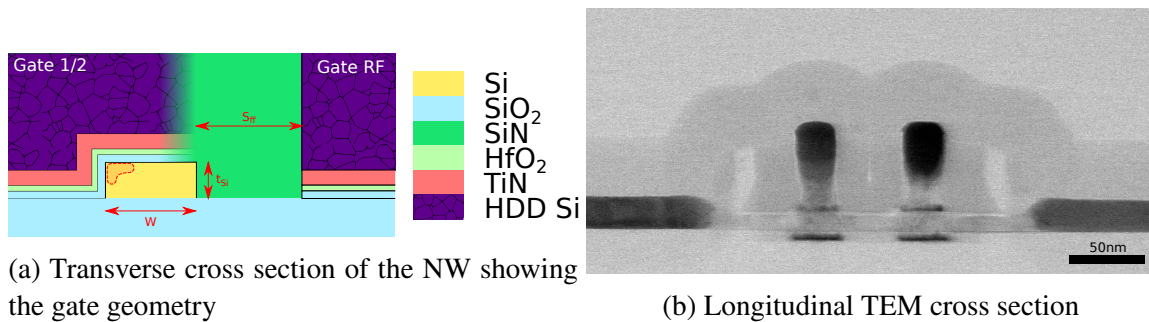 Gate 1/2
Gate RF
S_ff
t_Si
W
Si
SiO₂
SiN
HfO₂
TiN
HDD Si
(a) Transverse cross section of the NW showing
the gate geometry
50nm
(b) Longitudinal TEM cross section